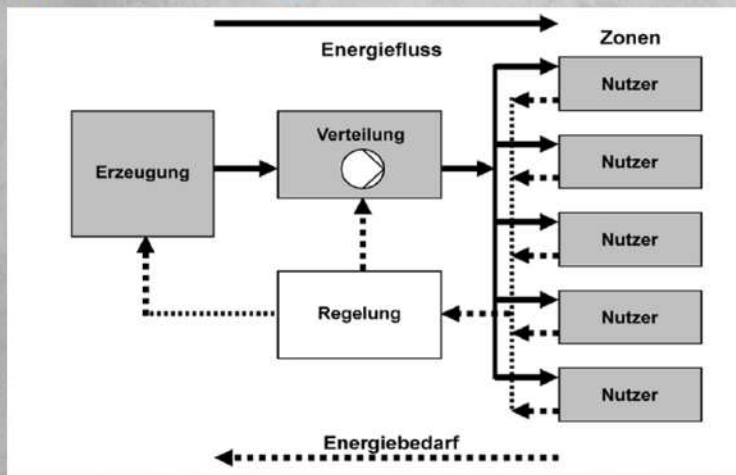 Energiefluss
Zonen
Nutzer
Verteilung
Erzeugung
Nutzer
Nutzer
Regelung
Nutzer
Nutzer
Energiebedarf